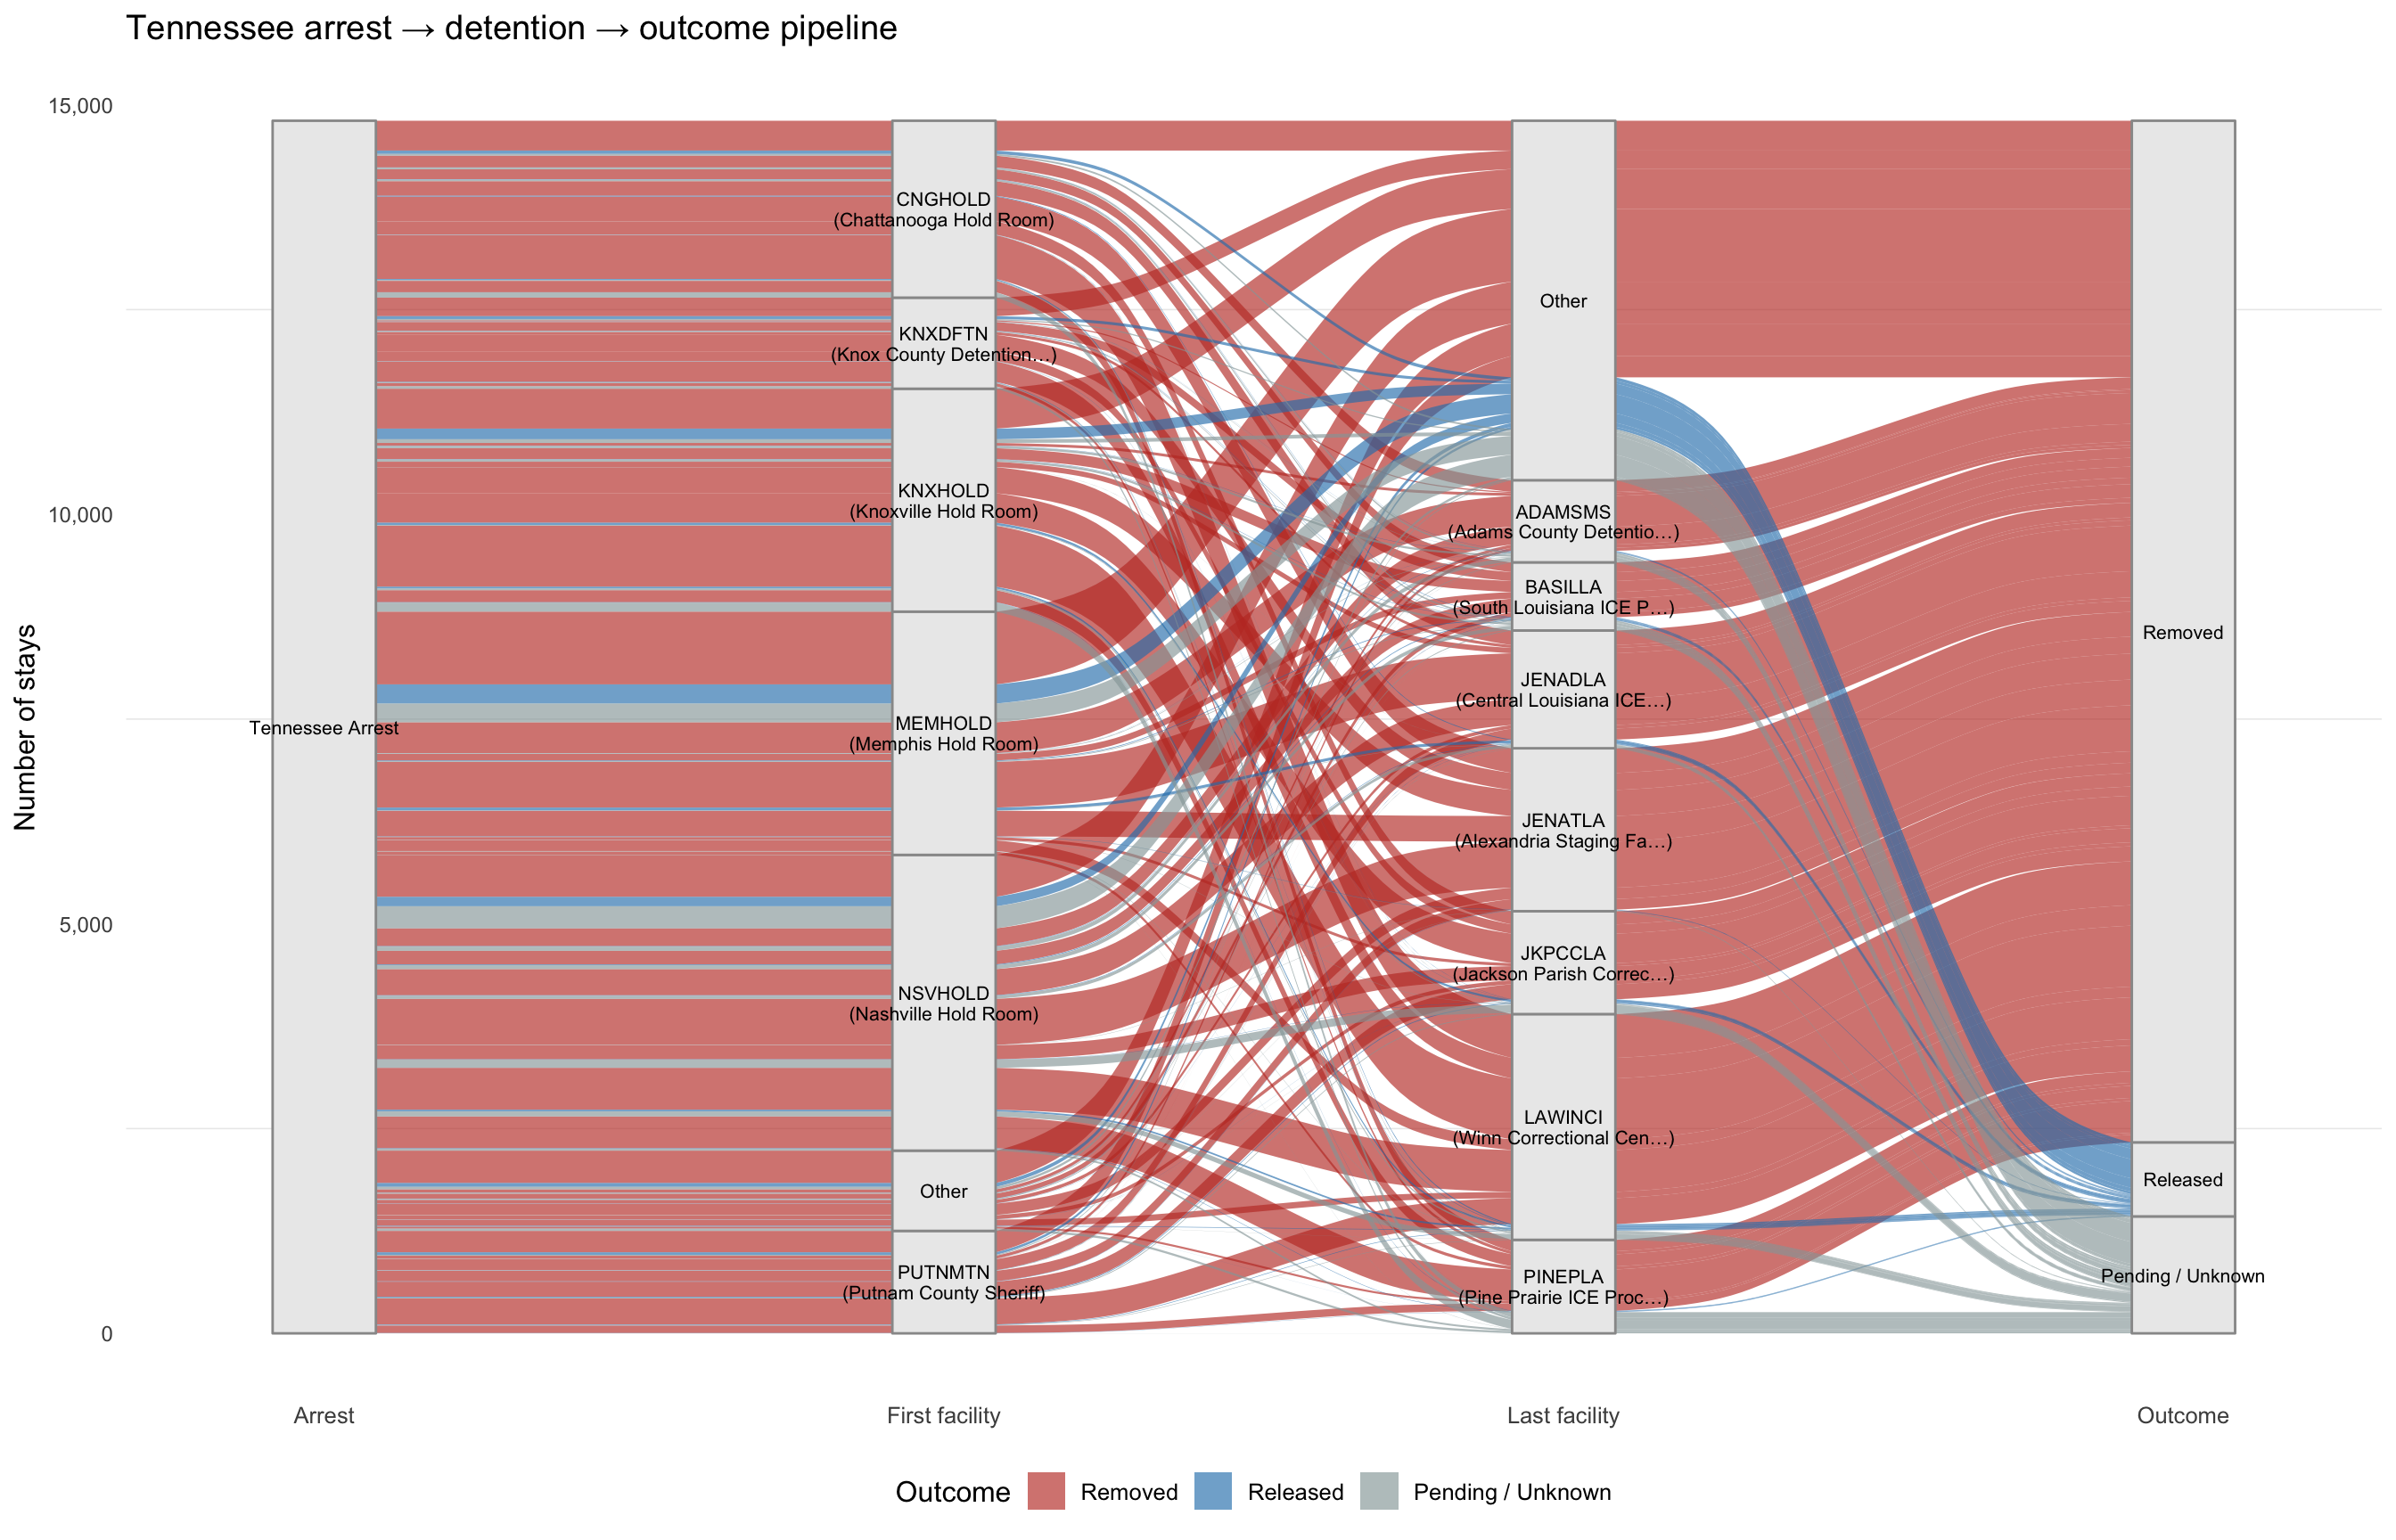 Tennessee arrest → detention → outcome pipeline
15,000
10,000
5,000
0
Number of stays
Tennessee Arrest
CNGHOLD
(Chattanooga Hold Room)
KNXDFTN
(Knox County Detention…)
KNXHOLD
(Knoxville Hold Room)
MEMHOLD
(Memphis Hold Room)
NSVHOLD
(Nashville Hold Room)
Other
PUTNMTN
(Putnam County Sheriff)
Other
ADAMSMS
(Adams County Detentio…)
BASILLA
(South Louisiana ICE P…)
JENADLA
(Central Louisiana ICE…)
JENATLA
(Alexandria Staging Fa…)
JKPCCLA
(Jackson Parish Correc…)
LAWINCI
(Winn Correctional Cen…)
PINEPLA
(Pine Prairie ICE Proc…)
Removed
Released
Pending / Unknown
Arrest
First facility
Last facility
Outcome
Outcome
Removed
Released
Pending / Unknown